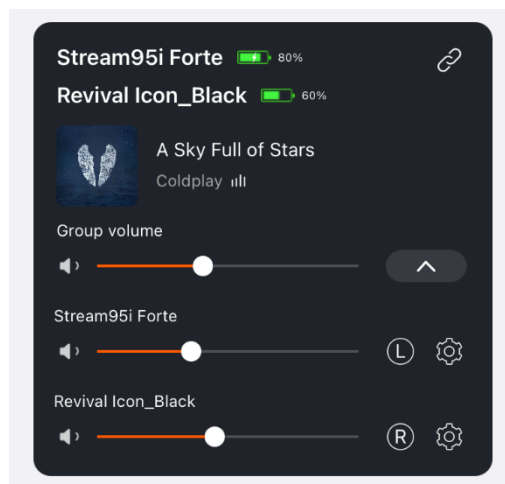 Stream95i Forte 80%
Revival Icon_Black 60%
A Sky Full of Stars
Coldplay
Group volume
Stream95i Forte
L
Revival Icon_Black
R